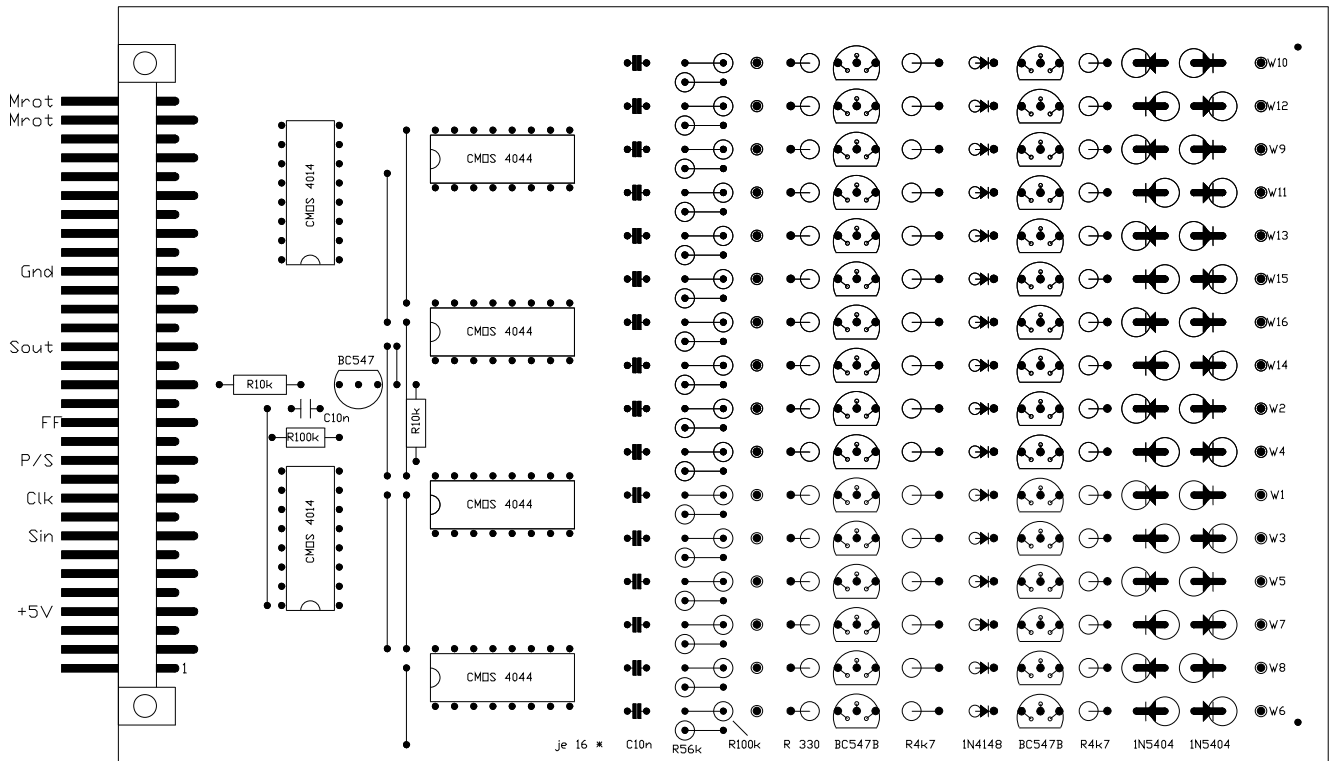 Mrot
Mrot
Gnd
Sout
FF
P/S
Clk
Sin
+5V
1
CMOS 4014
CMOS 4014
BC547
R10k
C10n
R100k
R10k
CMOS 4044
CMOS 4044
CMOS 4044
CMOS 4044
W10
W12
W9
W11
W13
W15
W16
W14
W2
W4
W1
W3
W5
W7
W8
W6
je 16 * C10n R56k R100k R 330 BC547B R4k7 1N4148 BC547B R4k7 1N5404 1N5404